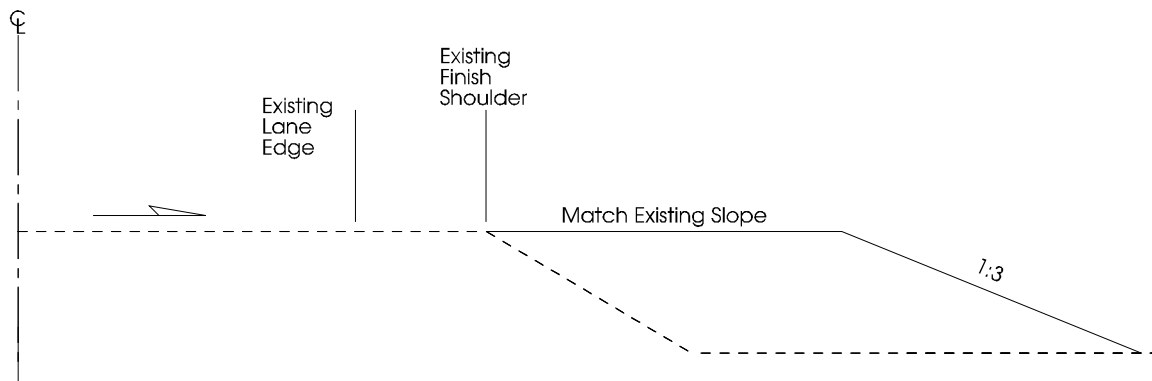 ℄
Existing
Lane
Edge
Existing
Finish
Shoulder
Match Existing Slope
1:3